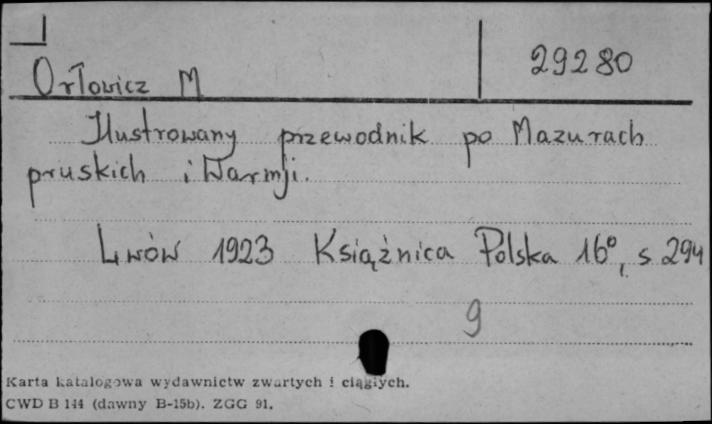 29280
Orłowicz M
Ilustrowany przewodnik po Mazurach
pruskich i Warmji.
Lwów 1923 Książnica Polska 16°, s 294
9
Karta katalogowa wydawnictw zwartych i ciągłych.
CWD B 144 (dawny B-15b). ZGG 91.